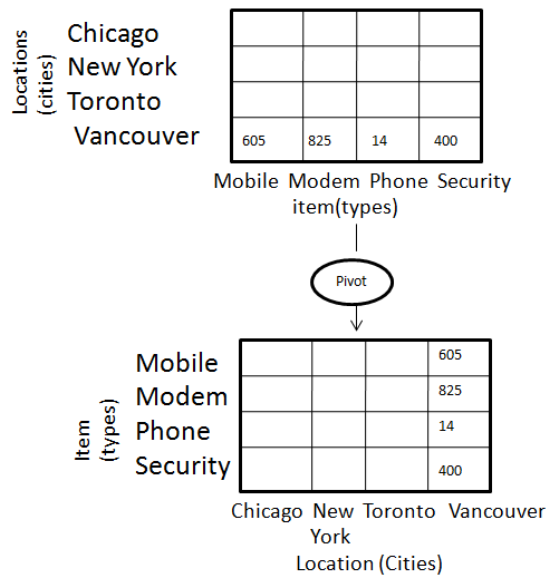 Locations
(cities)
Chicago
New York
Toronto
Vancouver
605 825 14 400
Mobile Modem Phone Security
item(types)
Pivot
Item
(types)
Mobile
Modem
Phone
Security
605
825
14
400
Chicago New Toronto Vancouver
York
Location (Cities)